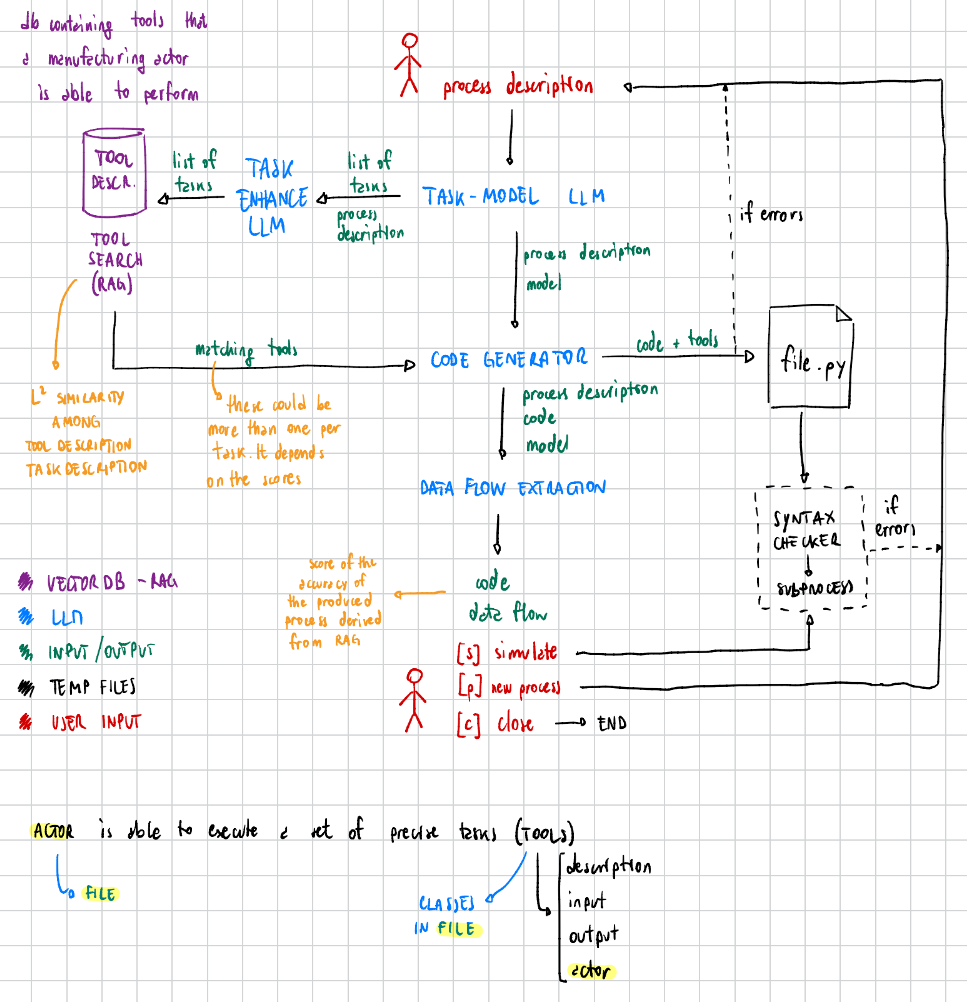 db containing tools that
a manufacturing actor
is able to perform
process description
TOOL
DESCR.
list of
tasks
TASK
ENHANCE
LLM
list of
tasks
process
description
TASK-MODEL LLM
if errors
TOOL
SEARCH
(RAG)
process description
model
matching tools
CODE GENERATOR
code + tools
file.py
L² SIMILARITY
AMONG
TOOL DESCRIPTION
TASK DESCRIPTION
there could be
more than one per
task. It depends
on the scores
process description
code
model
DATA FLOW EXTRACTION
SYNTAX
CHECKER
SUBPROCESS
if
errors
score of the
accuracy of
the produced
process derived
from RAG
code
data flow
VECTOR DB - RAG
LLM
INPUT/OUTPUT
TEMP FILES
USER INPUT
[s] simulate
[p] new process
[c] close
END
ACTOR is able to execute a set of precise tasks (TOOLS)
FILE
CLASSES
IN FILE
description
input
output
actor